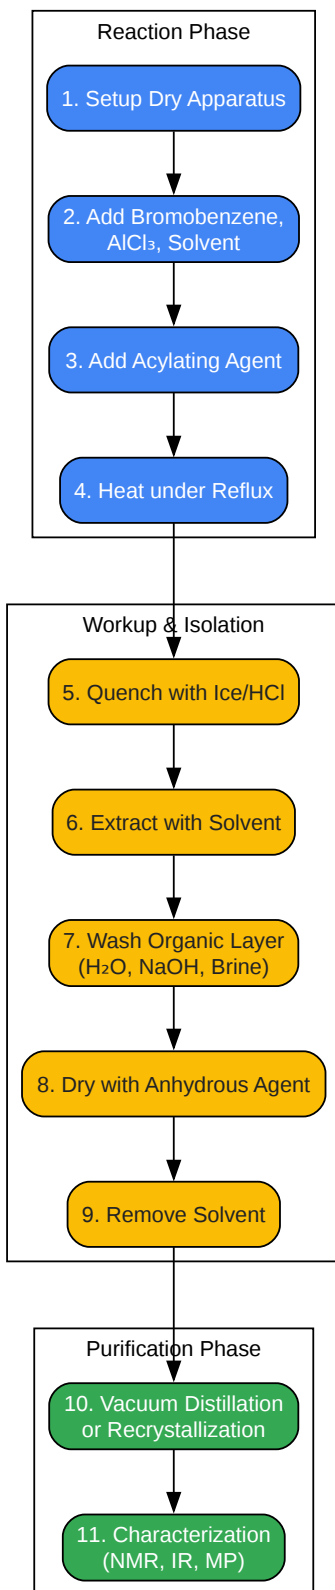 Reaction Phase
1. Setup Dry Apparatus
2. Add Bromobenzene,
AlCl₃, Solvent
3. Add Acylating Agent
4. Heat under Reflux
Workup & Isolation
5. Quench with Ice/HCl
6. Extract with Solvent
7. Wash Organic Layer
(H₂O, NaOH, Brine)
8. Dry with Anhydrous Agent
9. Remove Solvent
Purification Phase
10. Vacuum Distillation
or Recrystallization
11. Characterization
(NMR, IR, MP)